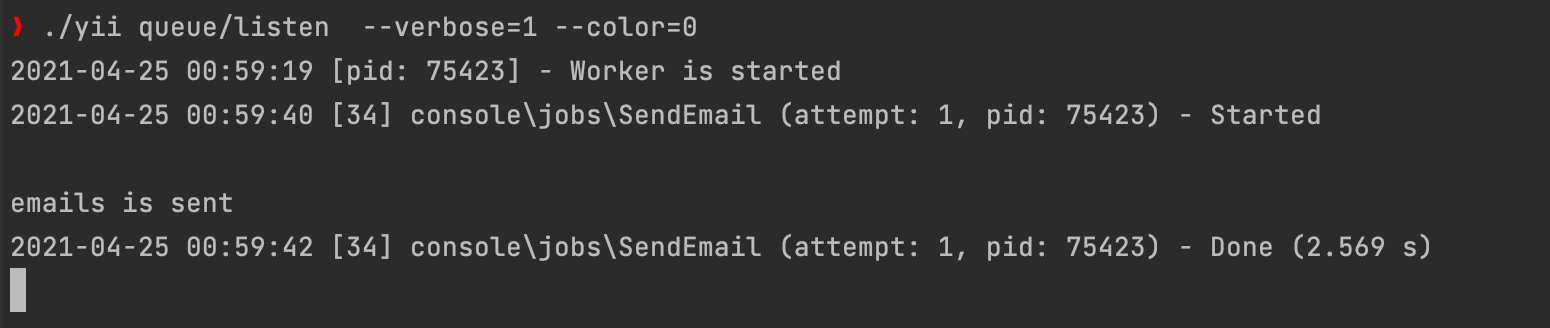 ❯ ./yii queue/listen  --verbose=1 --color=0
2021-04-25 00:59:19 [pid: 75423] - Worker is started
2021-04-25 00:59:40 [34] console\jobs\SendEmail (attempt: 1, pid: 75423) - Started
emails is sent
2021-04-25 00:59:42 [34] console\jobs\SendEmail (attempt: 1, pid: 75423) - Done (2.569 s)